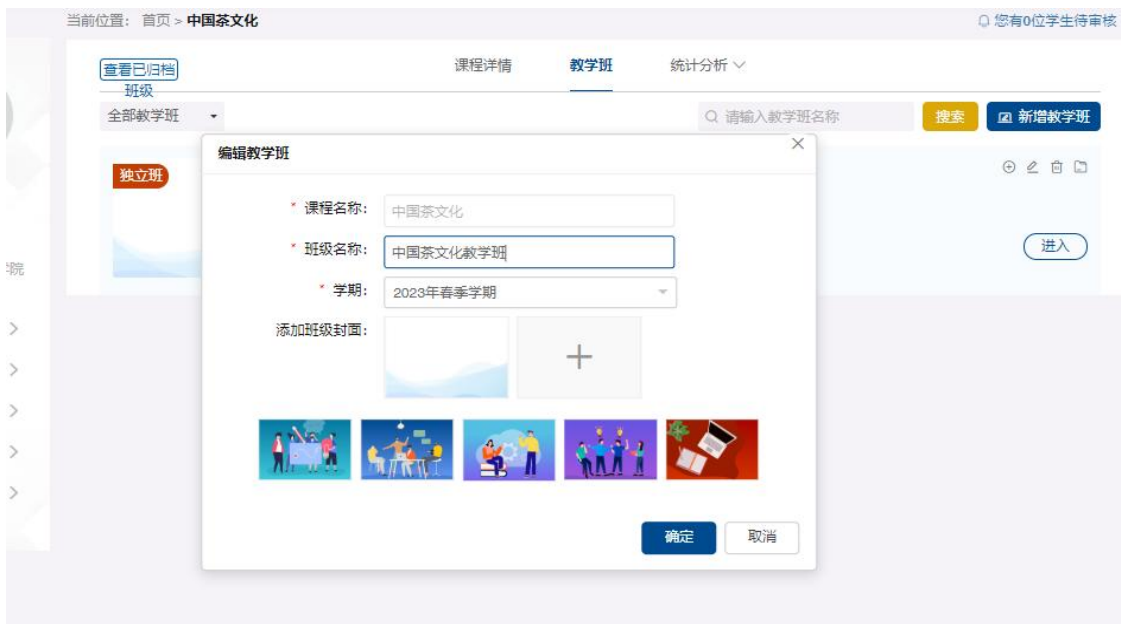 当前位置： 首页 > 中国茶文化
您有0位学生待审核
查看已归档
班级
课程详情
教学班
统计分析
全部教学班
请输入教学班名称
搜索
新增教学班
编辑教学班
独立班
* 课程名称：
中国茶文化
* 班级名称：
中国茶文化教学班
进入
* 学期：
2023年春季学期
添加班级封面：
确定
取消